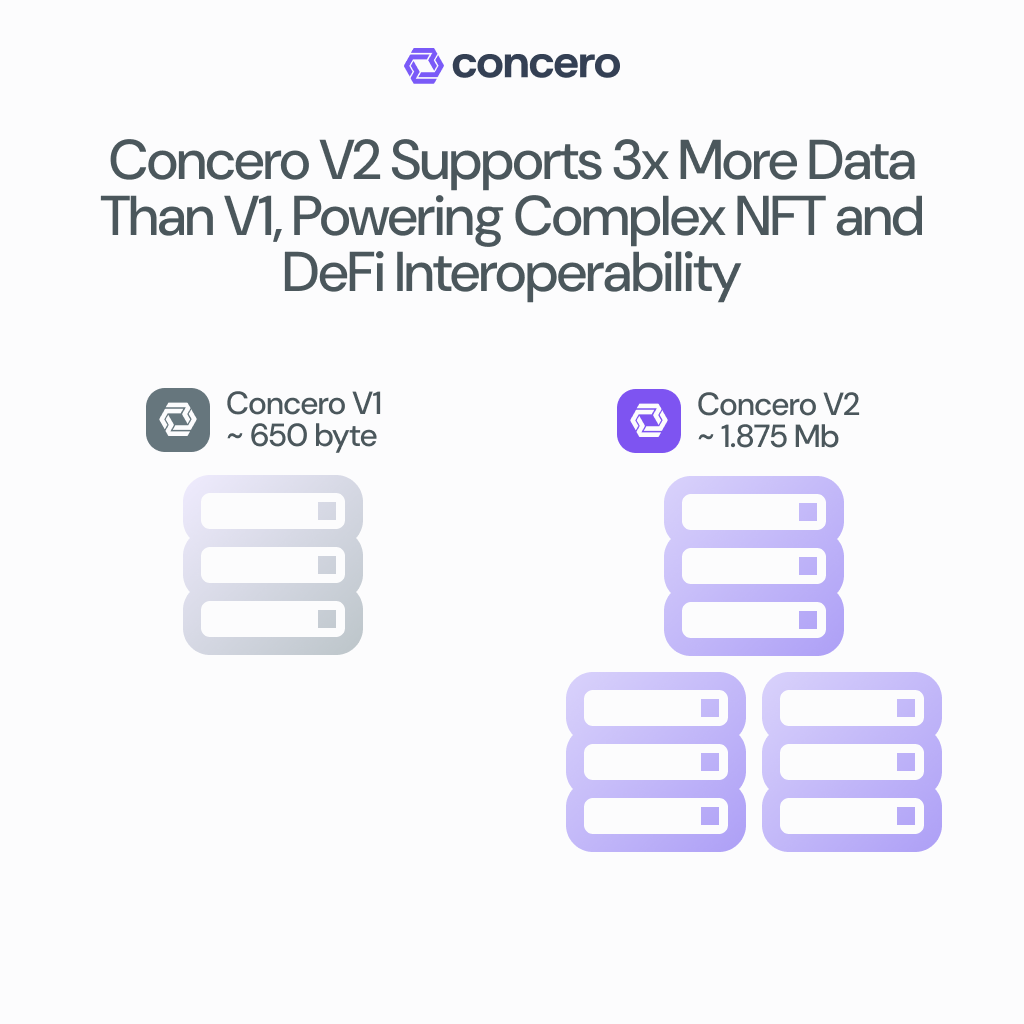 concero
Concero V2 Supports 3x More Data
Than V1, Powering Complex NFT and
DeFi Interoperability
Concero V1
~ 650 byte
Concero V2
~ 1.875 Mb